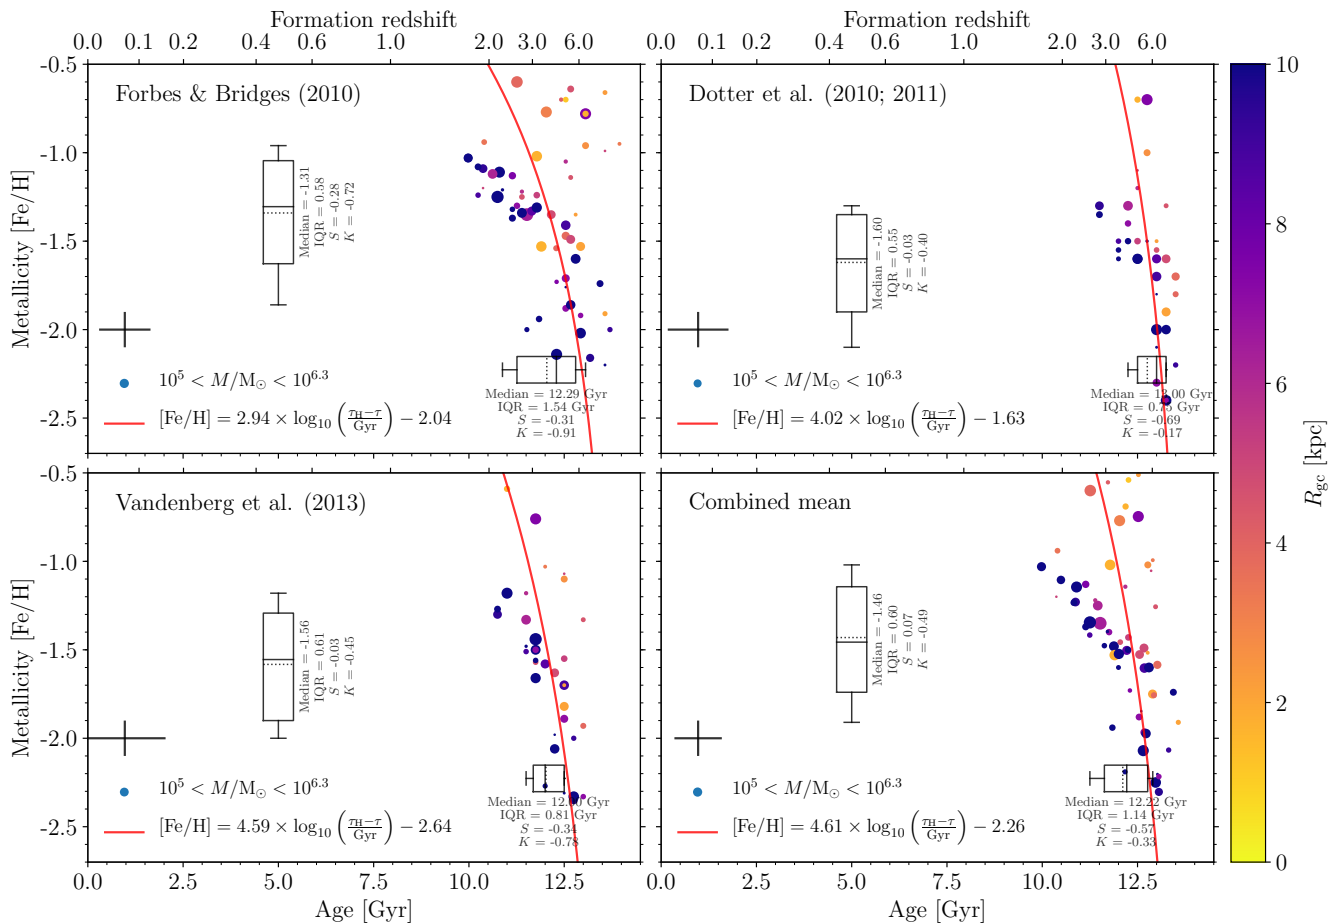 Formation redshift
Formation redshift
0.0 0.1 0.2 0.4 0.6 1.0 2.0 3.0 6.0
0.0 0.1 0.2 0.4 0.6 1.0 2.0 3.0 6.0
Forbes & Bridges (2010)
Median = -1.31
IQR = 0.58
S = -0.28
K = -0.72
10^5 < M/M⊙ < 10^6.3
[Fe/H] = 2.94 × log10 (τH−τ / Gyr) − 2.04
Median = 12.29 Gyr
IQR = 1.54 Gyr
S = -0.31
K = -0.91
Metallicity [Fe/H]
-0.5
-1.0
-1.5
-2.0
-2.5
Dotter et al. (2010; 2011)
Median = -1.60
IQR = 0.55
S = -0.03
K = -0.40
10^5 < M/M⊙ < 10^6.3
[Fe/H] = 4.02 × log10 (τH−τ / Gyr) − 1.63
Median = 13.00 Gyr
IQR = 0.75 Gyr
S = -0.69
K = -0.17
Vandenberg et al. (2013)
Median = -1.56
IQR = 0.61
S = -0.03
K = -0.45
10^5 < M/M⊙ < 10^6.3
[Fe/H] = 4.59 × log10 (τH−τ / Gyr) − 2.64
Median = 12.00 Gyr
IQR = 0.81 Gyr
S = -0.34
K = -0.78
Metallicity [Fe/H]
-0.5
-1.0
-1.5
-2.0
-2.5
Combined mean
Median = -1.46
IQR = 0.60
S = 0.07
K = -0.49
10^5 < M/M⊙ < 10^6.3
[Fe/H] = 4.61 × log10 (τH−τ / Gyr) − 2.26
Median = 12.22 Gyr
IQR = 1.14 Gyr
S = -0.57
K = -0.33
0.0 2.5 5.0 7.5 10.0 12.5
Age [Gyr]
0.0 2.5 5.0 7.5 10.0 12.5
Age [Gyr]
10
8
6
4
2
0
Rgc [kpc]